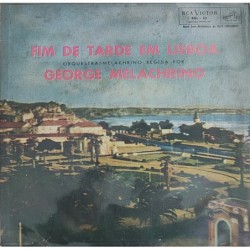 RCA VICTOR
FIM DE TARDE EM LISBOA
ORQUESTRA MELACHRINO REGIDA POR
GEORGE MELACHRINO